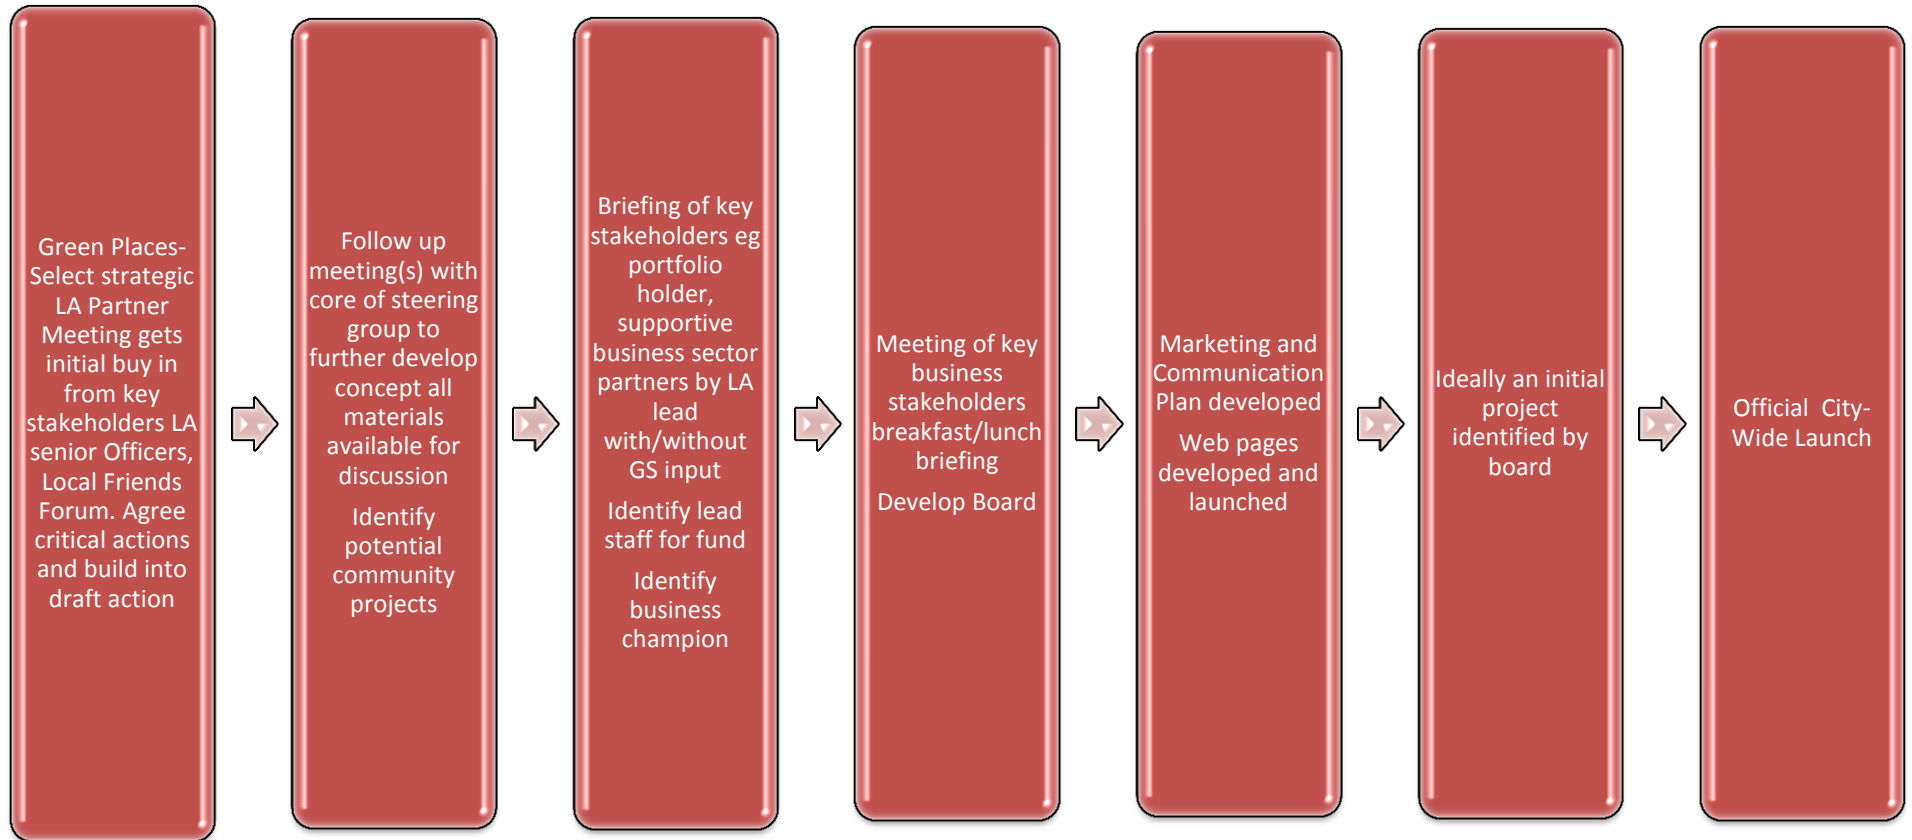 Green Places-
Select strategic
LA Partner
Meeting gets
initial buy in
from key
stakeholders LA
senior Officers,
Local Friends
Forum. Agree
critical actions
and build into
draft action
Follow up
meeting(s) with
core of steering
group to
further develop
concept all
materials
available for
discussion
Identify
potential
community
projects
Briefing of key
stakeholders eg
portfolio
holder,
supportive
business sector
partners by LA
lead
with/without
GS input
Identify lead
staff for fund
Identify
business
champion
Meeting of key
business
stakeholders
breakfast/lunch
briefing
Develop Board
Marketing and
Communication
Plan developed
Web pages
developed and
launched
Ideally an initial
project
identified by
board
Official City-
Wide Launch